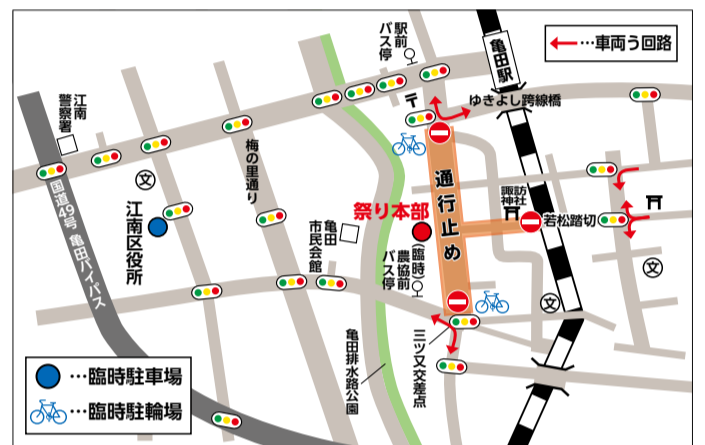 駅前
バス停
亀田駅
…車両う回路
ゆきよし跨線橋
江南
警察署
〒
梅の里通り
文
江南区役所
国道49号 亀田バイパス
亀田
市民会館
祭り本部
通行止め
諏訪
神社
若松踏切
(臨時)
農協前
バス停
文
文
三ツ又交差点
亀田排水路公園
…臨時駐車場
…臨時駐輪場